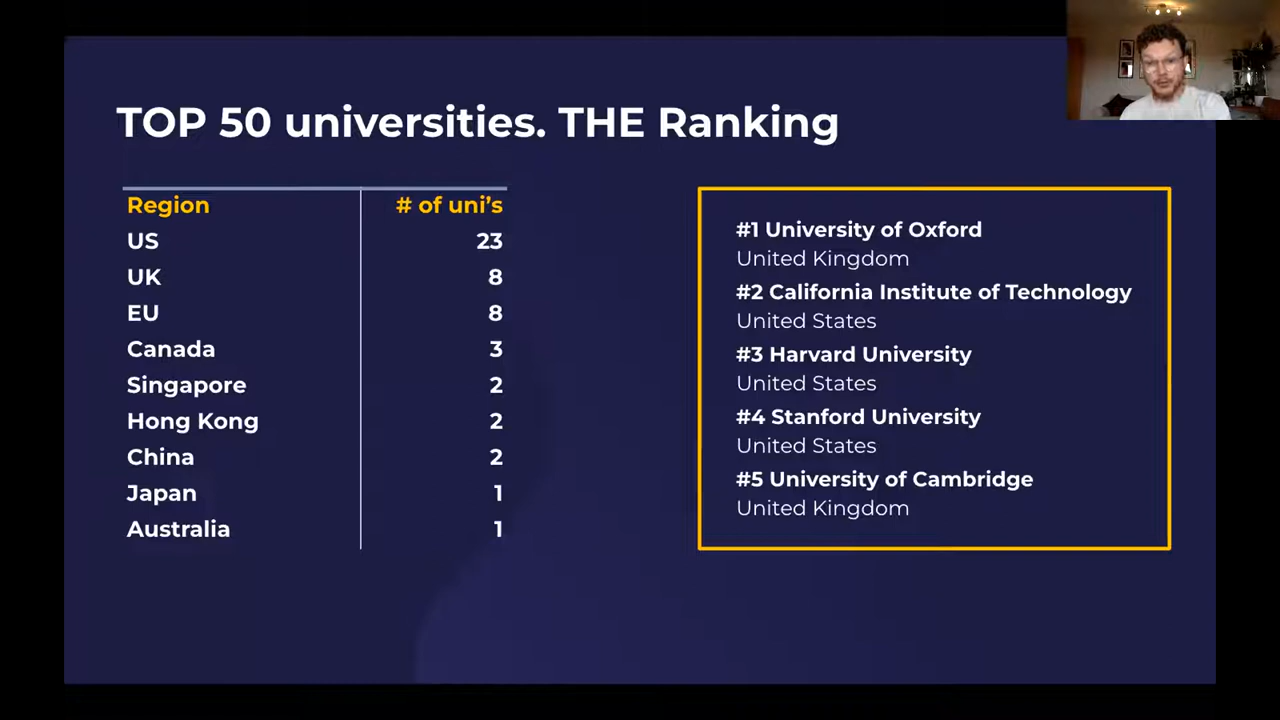 TOP 50 universities. THE Ranking
Region # of uni's
US 23
UK 8
EU 8
Canada 3
Singapore 2
Hong Kong 2
China 2
Japan 1
Australia 1
#1 University of Oxford
United Kingdom
#2 California Institute of Technology
United States
#3 Harvard University
United States
#4 Stanford University
United States
#5 University of Cambridge
United Kingdom